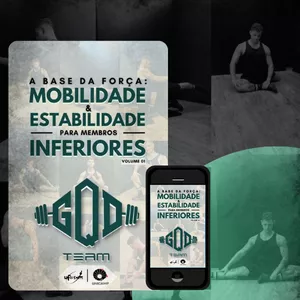 A BASE DA FORÇA:
MOBILIDADE
&
ESTABILIDADE
PARA MEMBROS
INFERIORES
VOLUME 01
GQD
TEAM
A BASE DA FORÇA:
MOBILIDADE
&
ESTABILIDADE
PARA MEMBROS
INFERIORES
GQD
TEAM